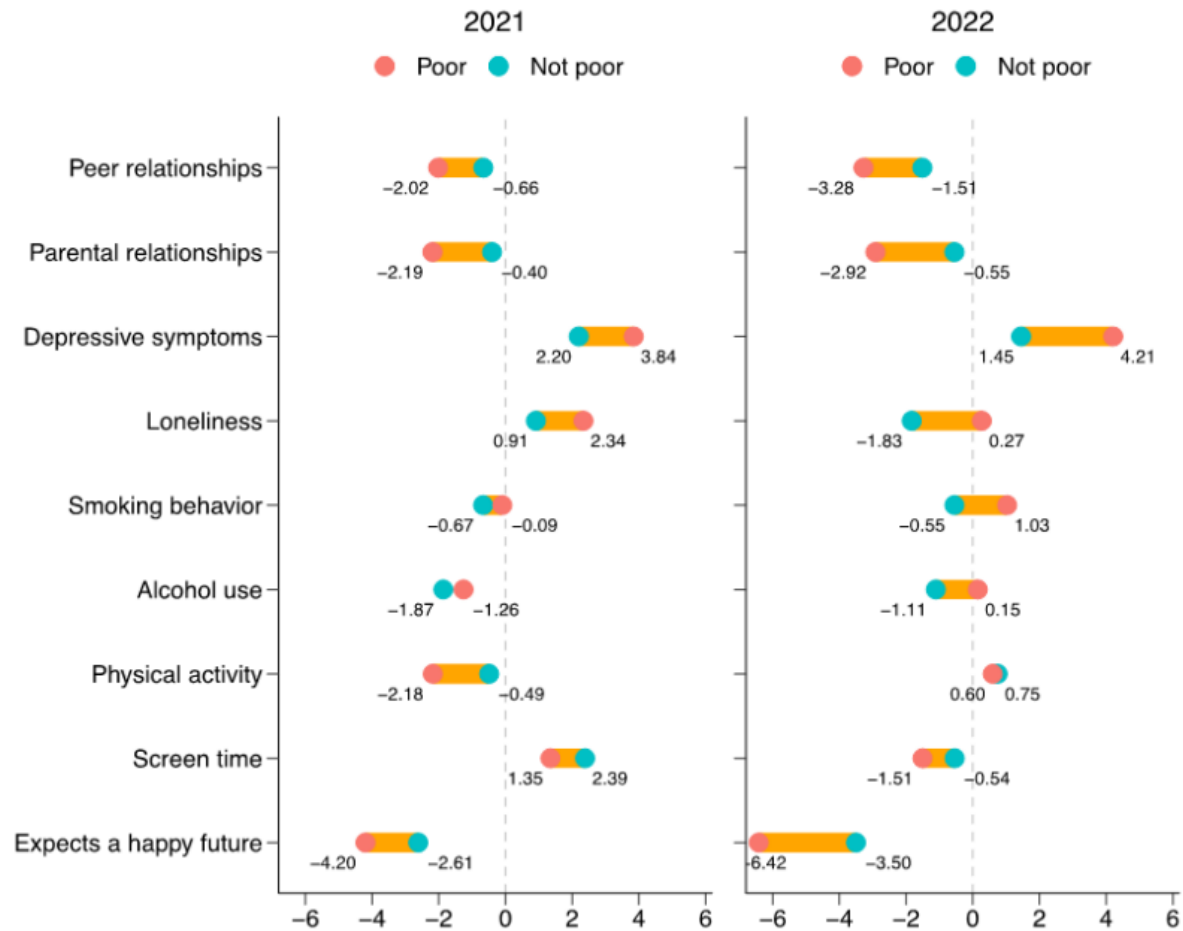 2021
2022
Poor Not poor
Poor Not poor
Peer relationships
−2.02 −0.66
−3.28 −1.51
Parental relationships
−2.19 −0.40
−2.92 −0.55
Depressive symptoms
2.20 3.84
1.45 4.21
Loneliness
0.91 2.34
−1.83 0.27
Smoking behavior
−0.67 −0.09
−0.55 1.03
Alcohol use
−1.87 −1.26
−1.11 0.15
Physical activity
−2.18 −0.49
0.60 0.75
Screen time
1.35 2.39
−1.51 −0.54
Expects a happy future
−4.20 −2.61
−6.42 −3.50
−6 −4 −2 0 2 4 6
−6 −4 −2 0 2 4 6